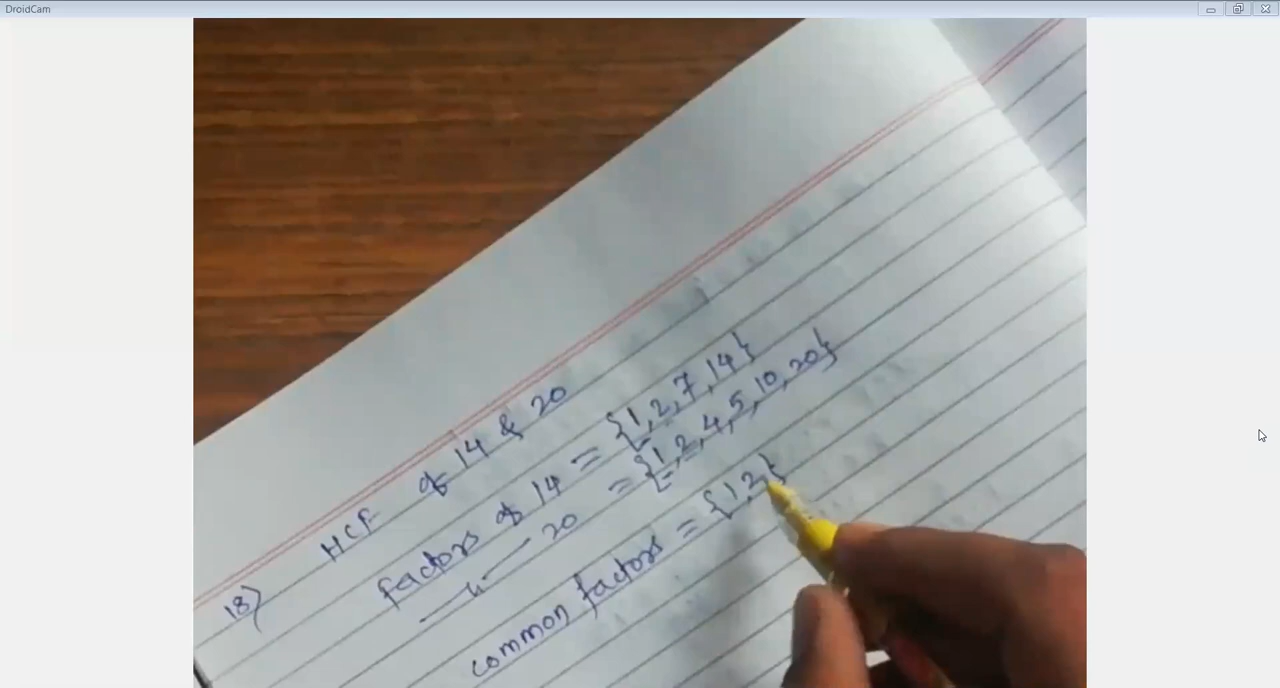 DroidCam
18) HCF of 14 & 20
factors of 14 = {1, 2, 7, 14}
—— 〃 —— 20 = {1, 2, 4, 5, 10, 20}
common factors = {1, 2}